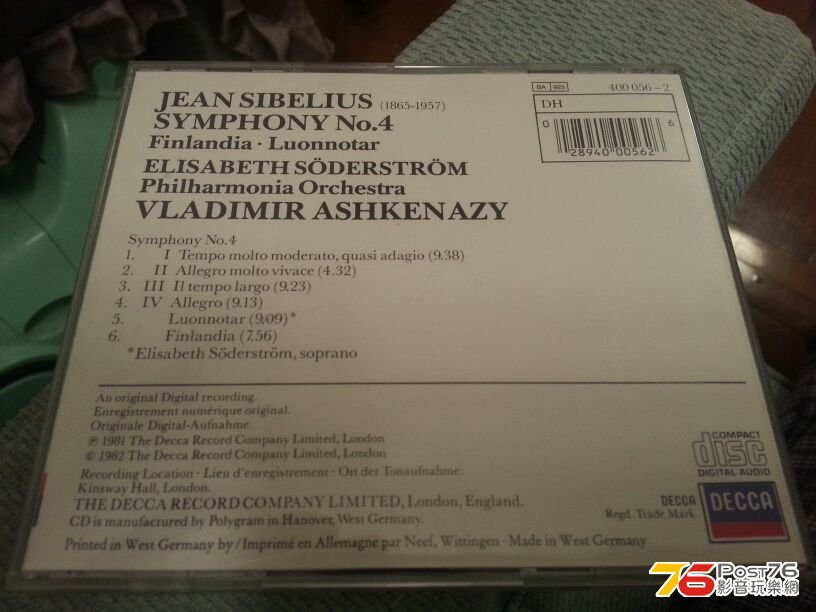 JEAN SIBELIUS (1865-1957)
SYMPHONY No.4
Finlandia · Luonnotar
ELISABETH SÖDERSTRÖM
Philharmonia Orchestra
VLADIMIR ASHKENAZY
BA 925 400 056-2
DH
0 28940 00562 6
Symphony No.4
1. I Tempo molto moderato, quasi adagio (9.38)
2. II Allegro molto vivace (4.32)
3. III Il tempo largo (9.23)
4. IV Allegro (9.13)
5. Luonnotar (9.09)*
6. Finlandia (7.56)
*Elisabeth Söderström, soprano
An original Digital recording.
Enregistrement numérique original.
Originale Digital-Aufnahme.
℗ 1981 The Decca Record Company Limited, London
© 1982 The Decca Record Company Limited, London
Recording Location · Lieu d'enregistrement · Ort der Tonaufnahme:
Kinsway Hall, London.
THE DECCA RECORD COMPANY LIMITED, London, England.
CD is manufactured by Polygram in Hanover, West Germany.
Printed in West Germany by/Imprimé en Allemagne par Neef, Wittingen · Made in West Germany
COMPACT
disc
DIGITAL AUDIO
DECCA
Regd. Trade Mark.
DECCA
76 Post76
影音玩樂網